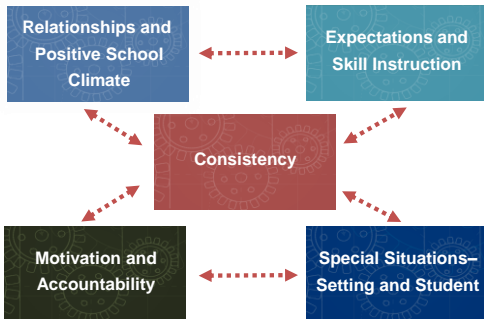 Relationships and
Positive School
Climate
Expectations and
Skill Instruction
Consistency
Motivation and
Accountability
Special Situations–
Setting and Student